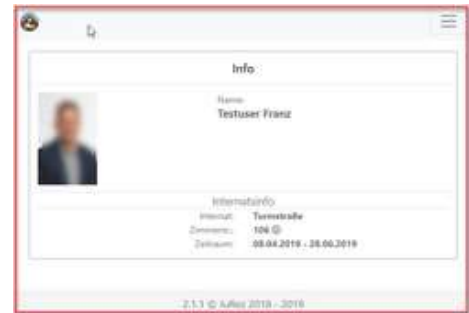 Info
Name:
Testuser Franz
Internatsinfo
Internat: Turmstraße
Zimmernr.: 106
Zeitraum: 08.04.2019 - 28.06.2019
2.1.1 © 2018 - 2019